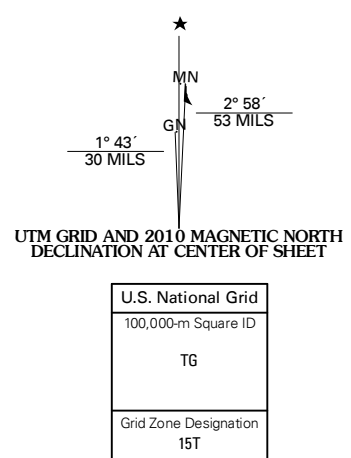 ★
MN
GN
2° 58´
53 MILS
1° 43´
30 MILS
UTM GRID AND 2010 MAGNETIC NORTH
DECLINATION AT CENTER OF SHEET
U.S. National Grid
100,000-m Square ID
TG
Grid Zone Designation
15T